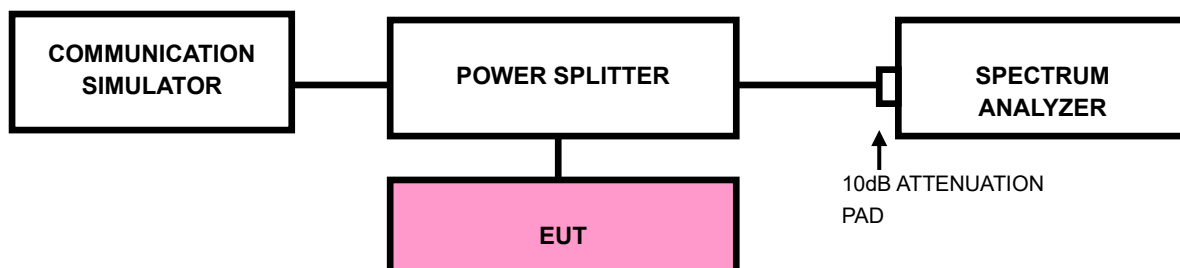 COMMUNICATION
SIMULATOR
POWER SPLITTER
SPECTRUM
ANALYZER
10dB ATTENUATION
PAD
EUT